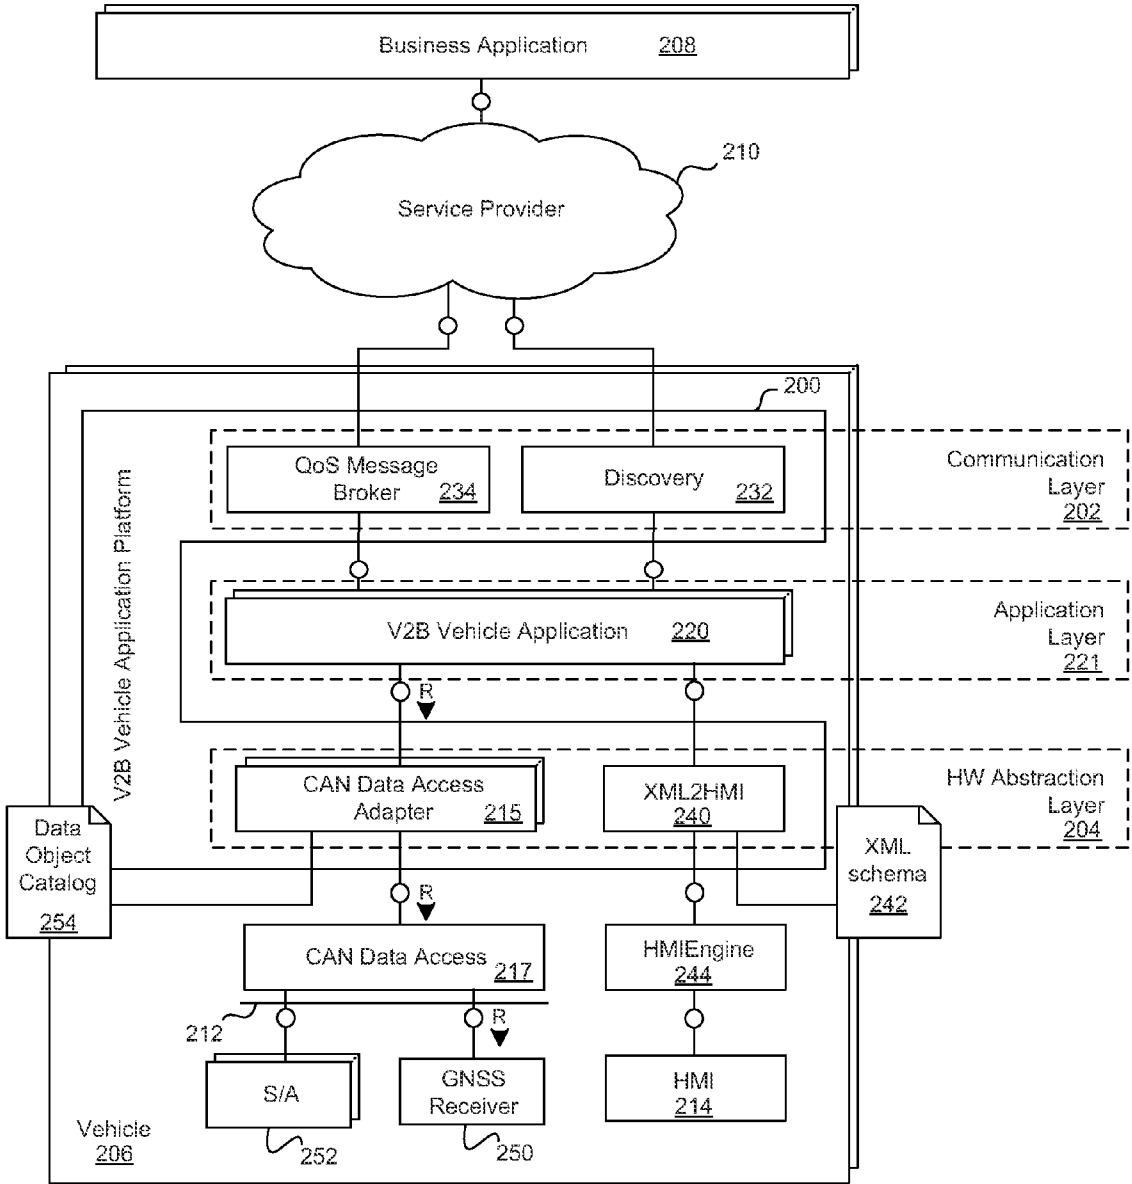 Business Application 208
210
Service Provider
200
QoS Message
Broker 234
Discovery 232
Communication
Layer
202
V2B Vehicle Application Platform
V2B Vehicle Application 220
Application
Layer
221
R
CAN Data Access
Adapter 215
XML2HMI
240
HW Abstraction
Layer
204
Data
Object
Catalog
254
XML
schema
242
R
CAN Data Access 217
HMIEngine
244
212
R
S/A
GNSS
Receiver
HMI
214
Vehicle
206
252
250